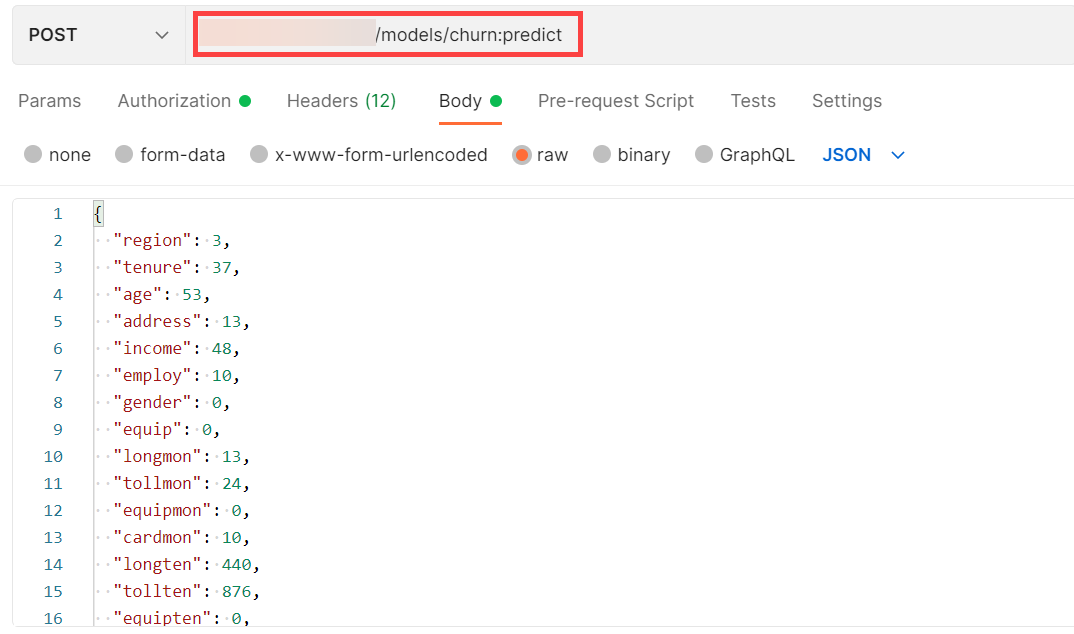 POST /models/churn:predict
Params Authorization Headers (12) Body Pre-request Script Tests Settings
none form-data x-www-form-urlencoded raw binary GraphQL JSON
1 {
2 "region": 3,
3 "tenure": 37,
4 "age": 53,
5 "address": 13,
6 "income": 48,
7 "employ": 10,
8 "gender": 0,
9 "equip": 0,
10 "longmon": 13,
11 "tollmon": 24,
12 "equipmon": 0,
13 "cardmon": 10,
14 "longten": 440,
15 "tollten": 876,
16 "equipten": 0,